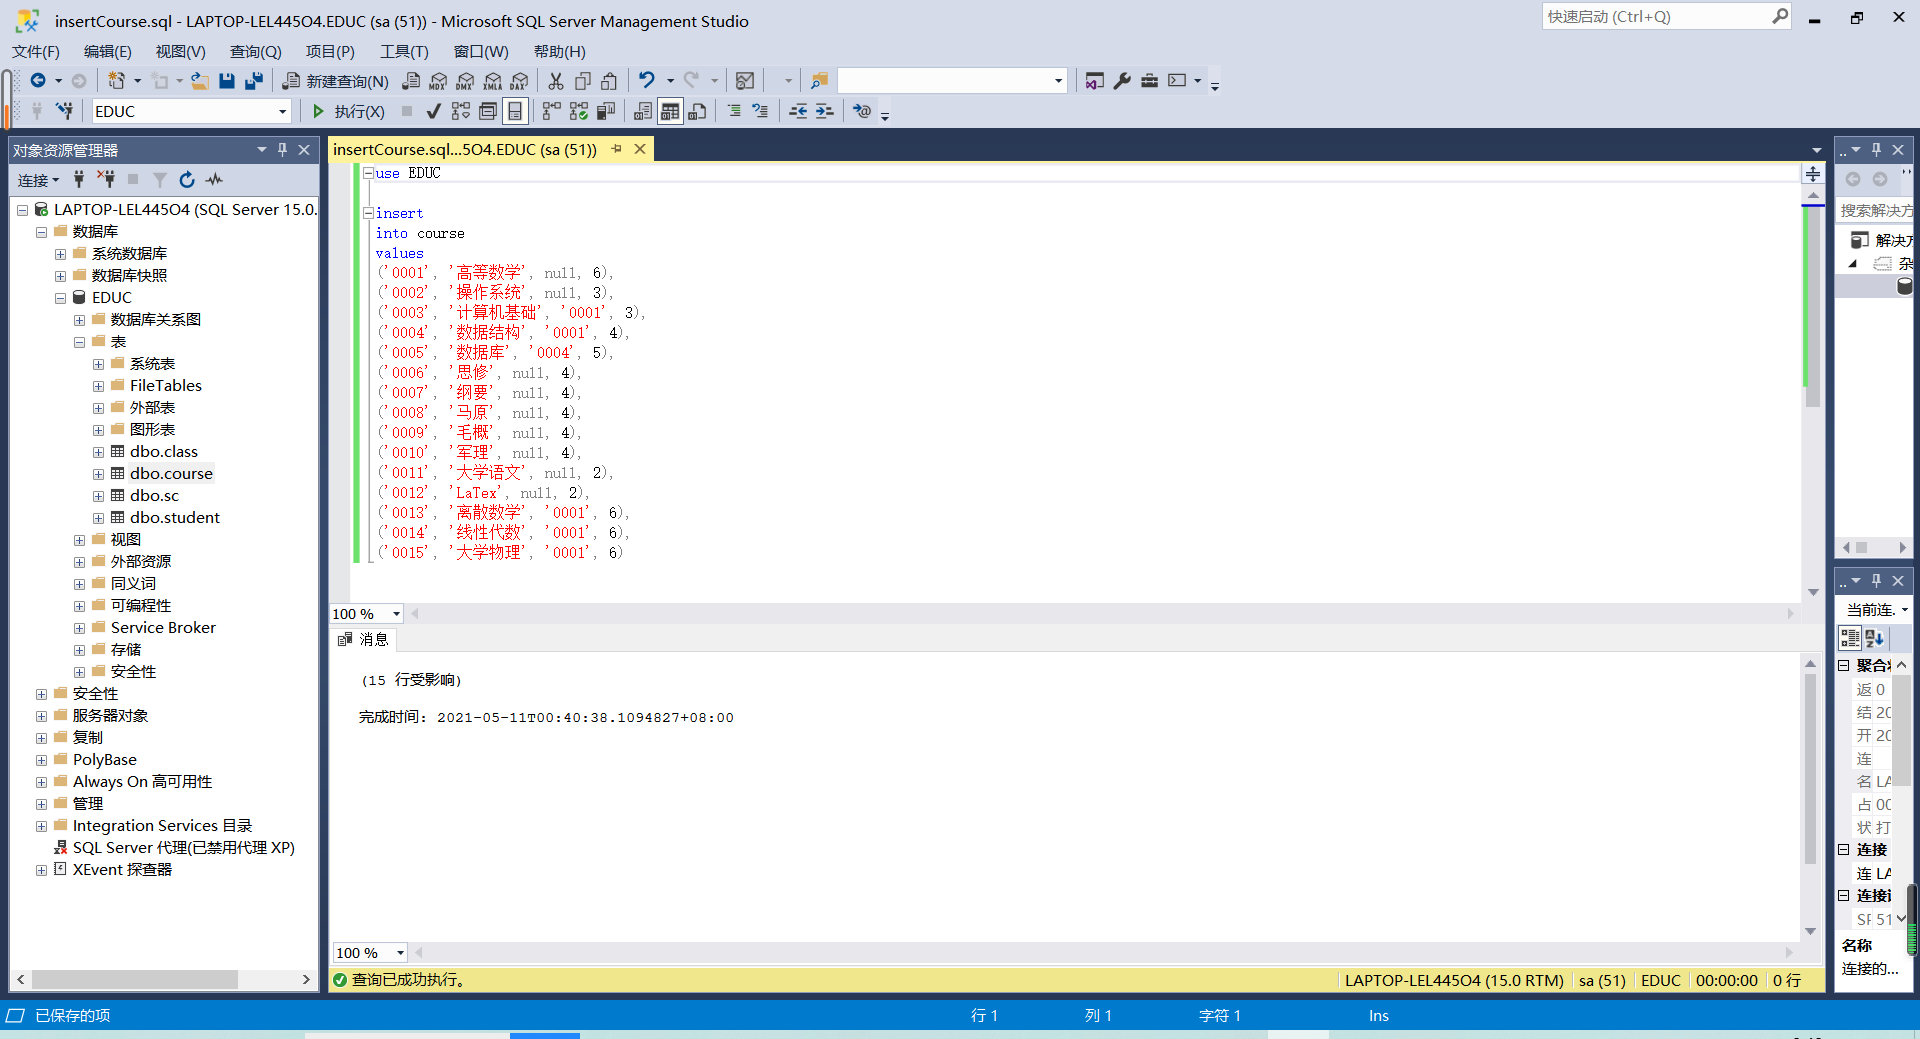 insertCourse.sql - LAPTOP-LEL445O4.EDUC (sa (51)) - Microsoft SQL Server Management Studio
快速启动 (Ctrl+Q)
文件(F) 编辑(E) 视图(V) 查询(Q) 项目(P) 工具(T) 窗口(W) 帮助(H)
新建查询(N) MDX DMX XMLA DAX
EDUC 执行(X)
对象资源管理器
连接
LAPTOP-LEL445O4 (SQL Server 15.0.
数据库
系统数据库
数据库快照
EDUC
数据库关系图
表
系统表
FileTables
外部表
图形表
dbo.class
dbo.course
dbo.sc
dbo.student
视图
外部资源
同义词
可编程性
Service Broker
存储
安全性
安全性
服务器对象
复制
PolyBase
Always On 高可用性
管理
Integration Services 目录
SQL Server 代理(已禁用代理 XP)
XEvent 探查器
insertCourse.sql...5O4.EDUC (sa (51))
use EDUC
insert
into course
values
('0001', '高等数学', null, 6),
('0002', '操作系统', null, 3),
('0003', '计算机基础', '0001', 3),
('0004', '数据结构', '0001', 4),
('0005', '数据库', '0004', 5),
('0006', '思修', null, 4),
('0007', '纲要', null, 4),
('0008', '马原', null, 4),
('0009', '毛概', null, 4),
('0010', '军理', null, 4),
('0011', '大学语文', null, 2),
('0012', 'LaTex', null, 2),
('0013', '离散数学', '0001', 6),
('0014', '线性代数', '0001', 6),
('0015', '大学物理', '0001', 6)
100 %
消息
(15 行受影响)
完成时间: 2021-05-11T00:40:38.1094827+08:00
100 %
查询已成功执行。
LAPTOP-LEL445O4 (15.0 RTM) sa (51) EDUC 00:00:00 0 行
..
搜索解决方
解决方
杂
..
当前连.
聚合
返 0
结 20
开 20
连
名 LA
占 00
状 打
连接
连 LA
连接
SF 51
名称
连接的...
已保存的项
行 1 列 1 字符 1 Ins